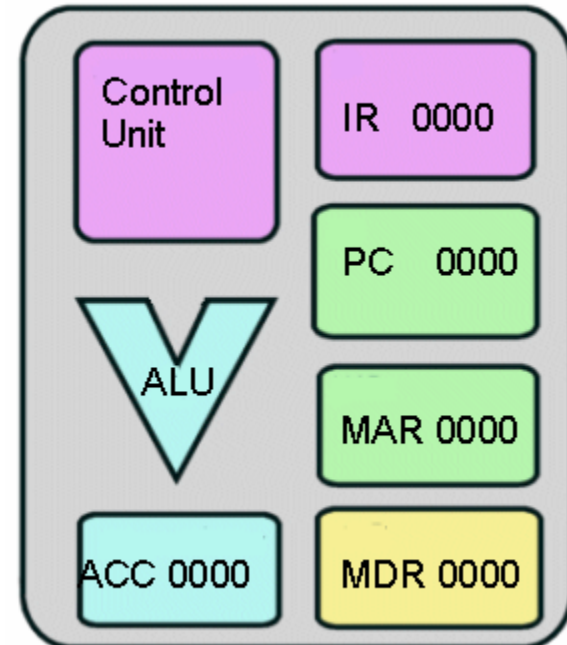 Control
Unit
IR 0000
PC 0000
ALU
MAR 0000
ACC 0000
MDR 0000